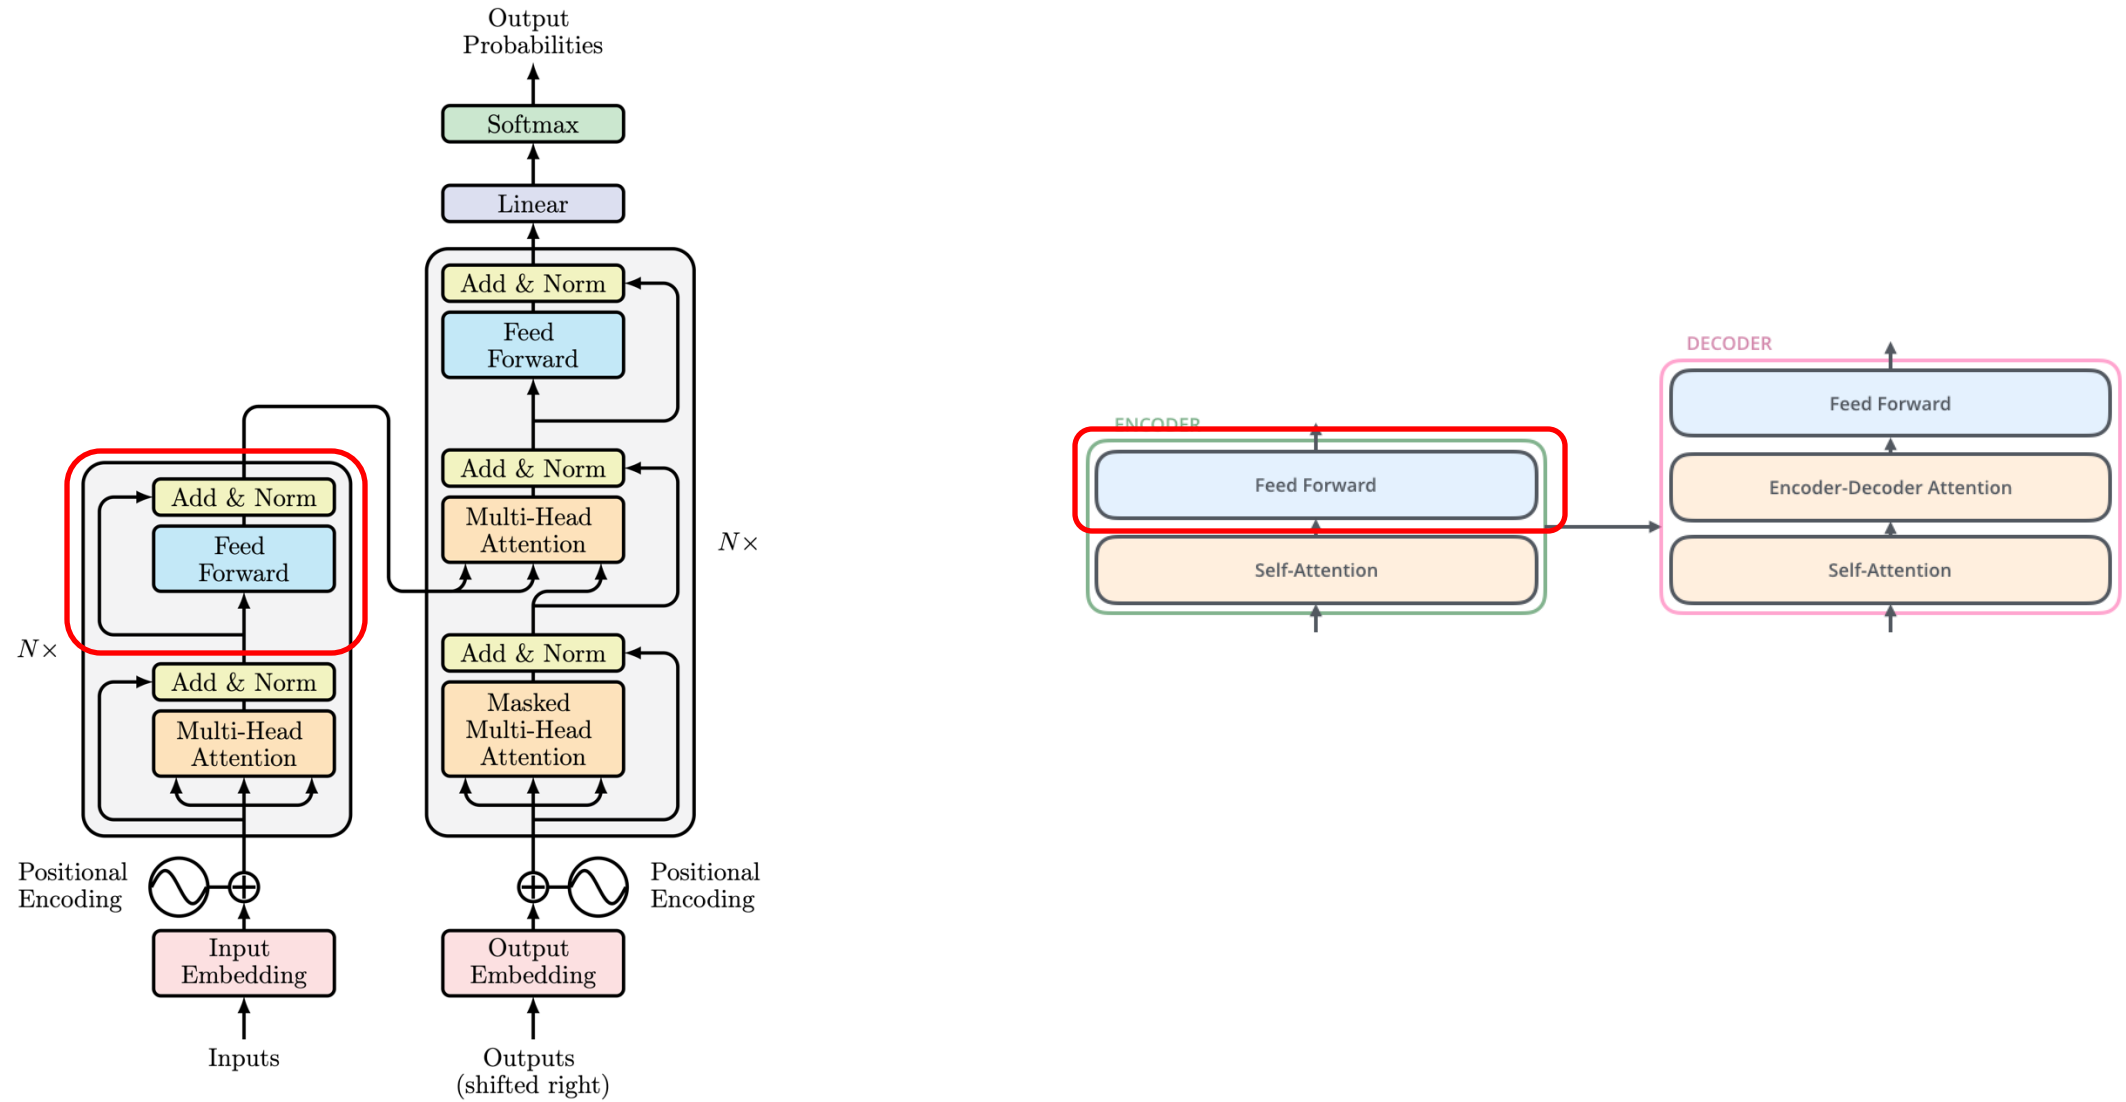 Output
Probabilities
Softmax
Linear
Add & Norm
Feed
Forward
Add & Norm
Multi-Head
Attention
N×
Add & Norm
Masked
Multi-Head
Attention
Add & Norm
Feed
Forward
N×
Add & Norm
Multi-Head
Attention
Positional
Encoding
Positional
Encoding
Input
Embedding
Output
Embedding
Inputs
Outputs
(shifted right)
ENCODER
Feed Forward
Self-Attention
DECODER
Feed Forward
Encoder-Decoder Attention
Self-Attention